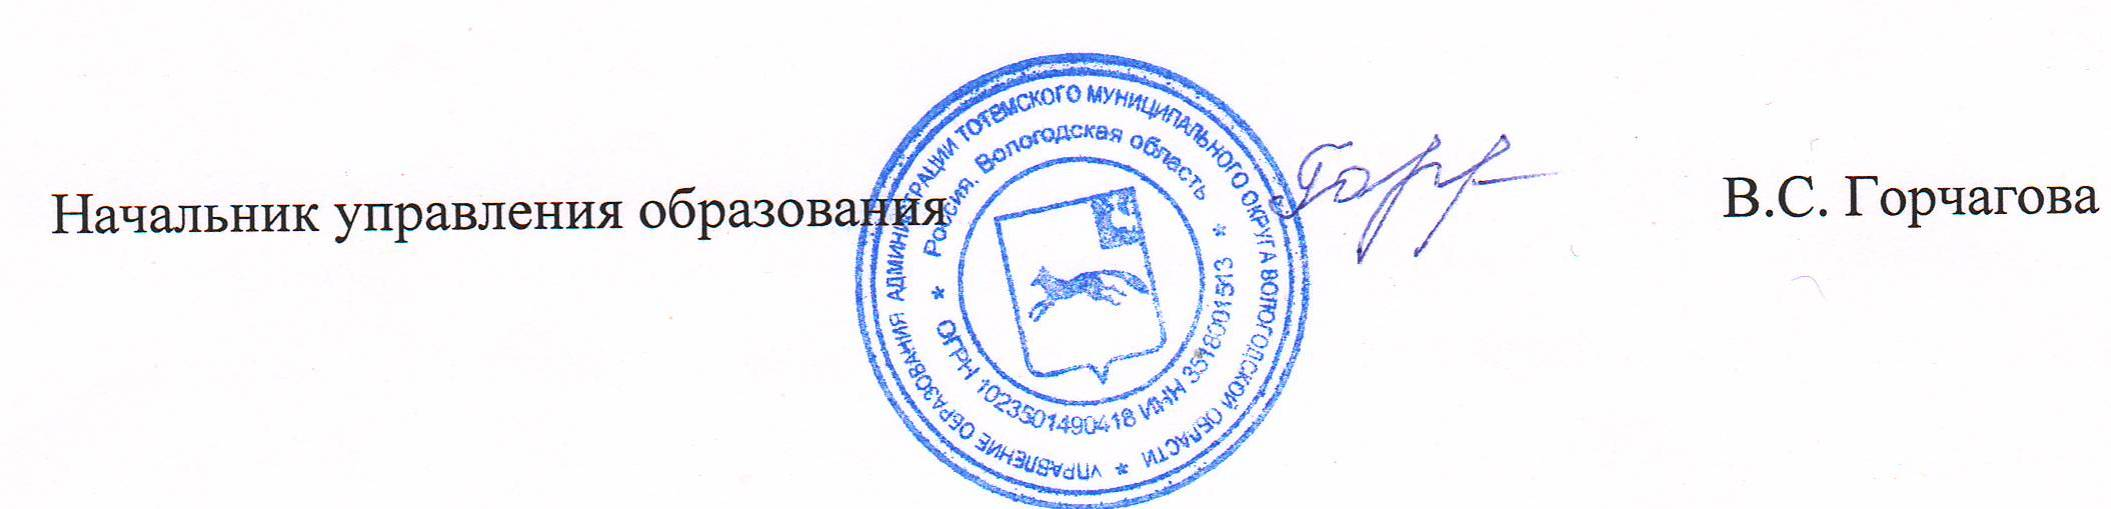 Начальник управления образования
В.С. Горчагова
УПРАВЛЕНИЕ ОБРАЗОВАНИЯ АДМИНИСТРАЦИИ ТОТЕМСКОГО МУНИЦИПАЛЬНОГО ОКРУГА ВОЛОГОДСКОЙ ОБЛАСТИ *
* Россия. Вологодская область *
ОГРН 1023501490418 ИНН 3518001513